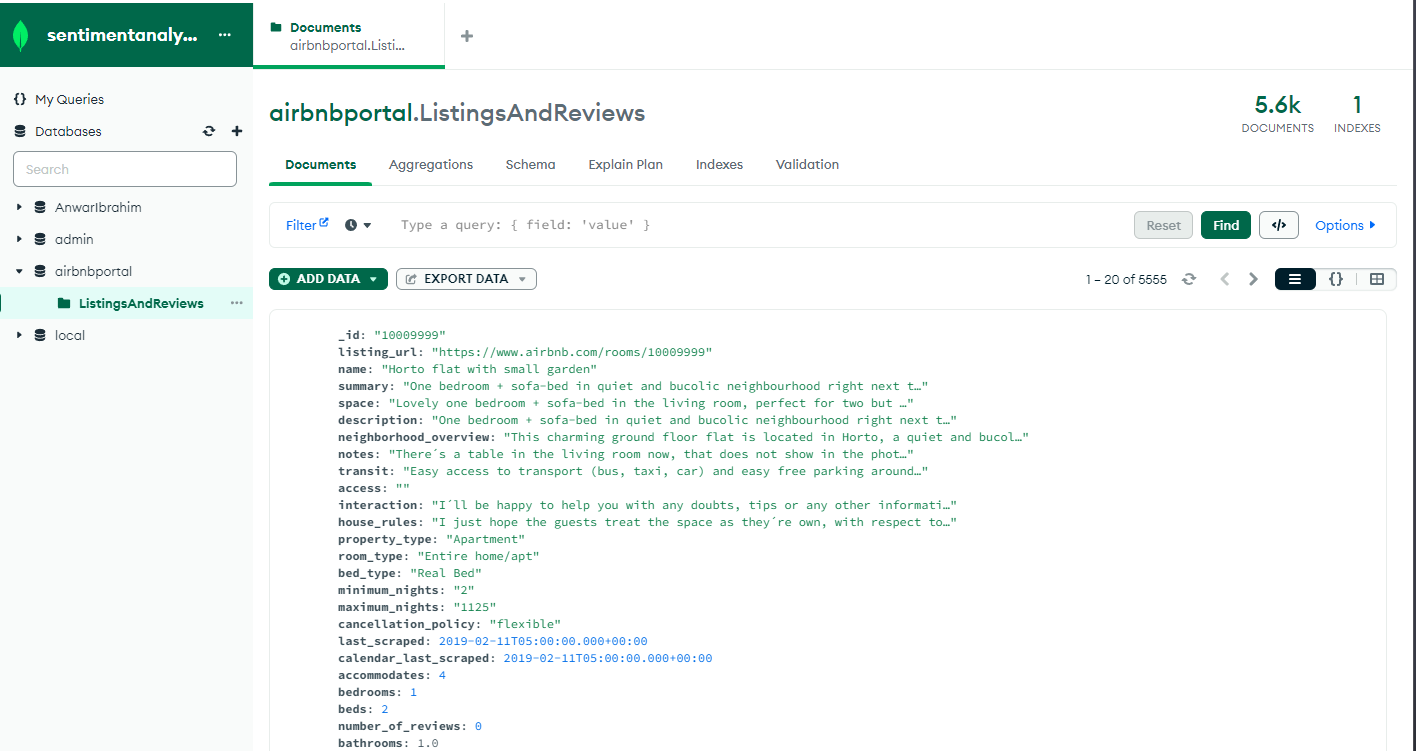 sentimentanaly...
Documents
airbnbportal.Listi...
My Queries
Databases
Search
AnwarIbrahim
admin
airbnbportal
ListingsAndReviews
local
airbnbportal.ListingsAndReviews
5.6k
DOCUMENTS
1
INDEXES
Documents Aggregations Schema Explain Plan Indexes Validation
Filter Type a query: { field: 'value' } Reset Find </> Options
ADD DATA EXPORT DATA 1 – 20 of 5555 {}
_id: "10009999"
listing_url: "https://www.airbnb.com/rooms/10009999"
name: "Horto flat with small garden"
summary: "One bedroom + sofa-bed in quiet and bucolic neighbourhood right next t…"
space: "Lovely one bedroom + sofa-bed in the living room, perfect for two but …"
description: "One bedroom + sofa-bed in quiet and bucolic neighbourhood right next t…"
neighborhood_overview: "This charming ground floor flat is located in Horto, a quiet and bucol…"
notes: "There´s a table in the living room now, that does not show in the phot…"
transit: "Easy access to transport (bus, taxi, car) and easy free parking around…"
access: ""
interaction: "I´ll be happy to help you with any doubts, tips or any other informati…"
house_rules: "I just hope the guests treat the space as they´re own, with respect to…"
property_type: "Apartment"
room_type: "Entire home/apt"
bed_type: "Real Bed"
minimum_nights: "2"
maximum_nights: "1125"
cancellation_policy: "flexible"
last_scraped: 2019-02-11T05:00:00.000+00:00
calendar_last_scraped: 2019-02-11T05:00:00.000+00:00
accommodates: 4
bedrooms: 1
beds: 2
number_of_reviews: 0
bathrooms: 1.0